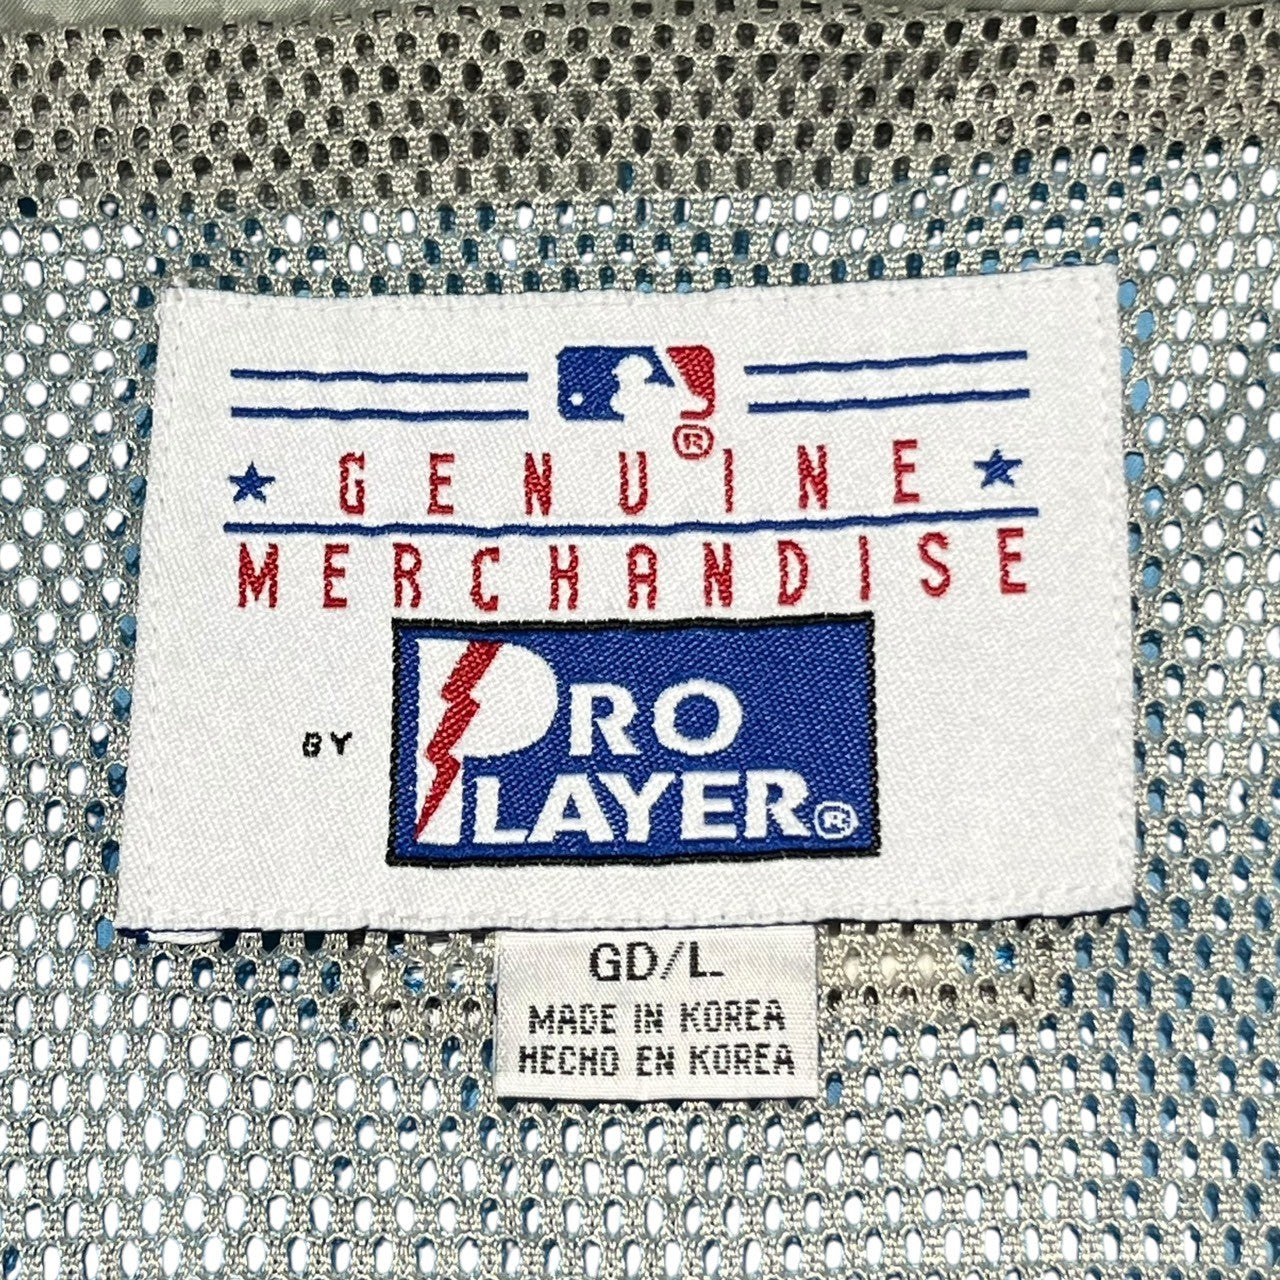 ®
GENUINE
MERCHANDISE
BY
PRO
PLAYER®
GD/L
MADE IN KOREA
HECHO EN KOREA